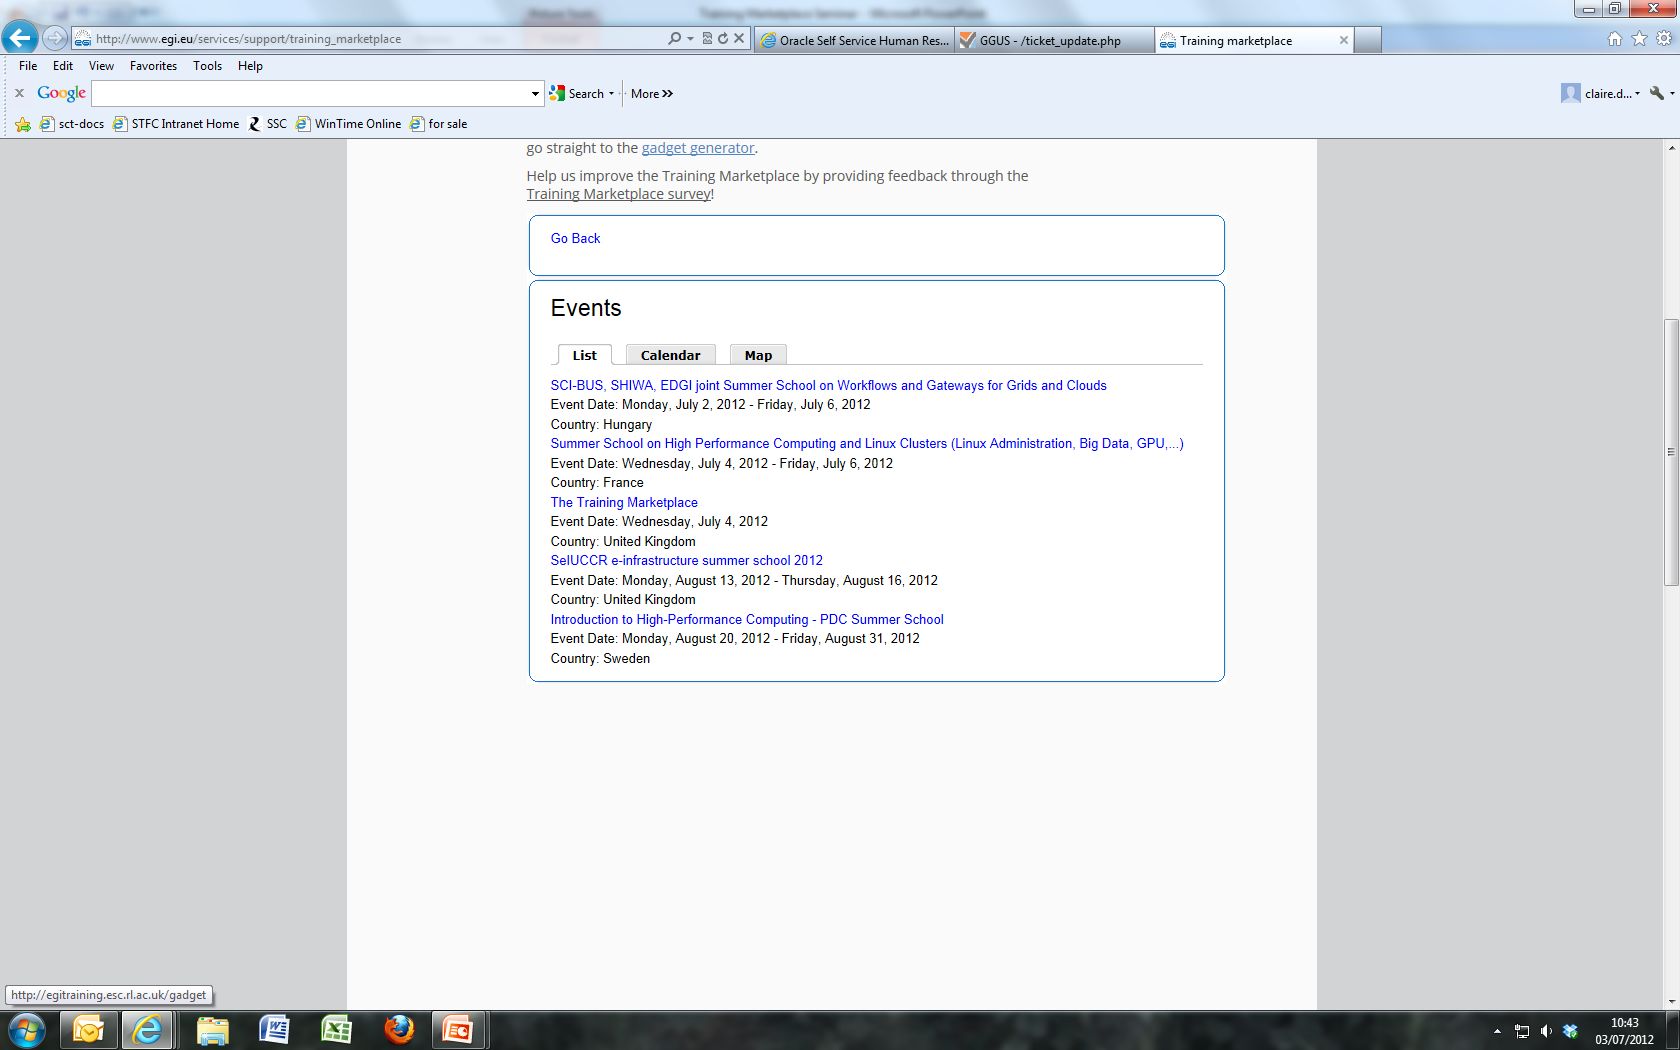 Training Marketplace Seminar - Microsoft PowerPoint
http://www.egi.eu/services/support/training_marketplace
Oracle Self Service Human Res...
GGUS - /ticket_update.php
Training marketplace
File Edit View Favorites Tools Help
x Google Search More »
claire.d...
sct-docs STFC Intranet Home SSC WinTime Online for sale
go straight to the gadget generator.
Help us improve the Training Marketplace by providing feedback through the
Training Marketplace survey!
Go Back
Events
List Calendar Map
SCI-BUS, SHIWA, EDGI joint Summer School on Workflows and Gateways for Grids and Clouds
Event Date: Monday, July 2, 2012 - Friday, July 6, 2012
Country: Hungary
Summer School on High Performance Computing and Linux Clusters (Linux Administration, Big Data, GPU,...)
Event Date: Wednesday, July 4, 2012 - Friday, July 6, 2012
Country: France
The Training Marketplace
Event Date: Wednesday, July 4, 2012
Country: United Kingdom
SeIUCCR e-infrastructure summer school 2012
Event Date: Monday, August 13, 2012 - Thursday, August 16, 2012
Country: United Kingdom
Introduction to High-Performance Computing - PDC Summer School
Event Date: Monday, August 20, 2012 - Friday, August 31, 2012
Country: Sweden
http://egitraining.esc.rl.ac.uk/gadget
10:43
03/07/2012